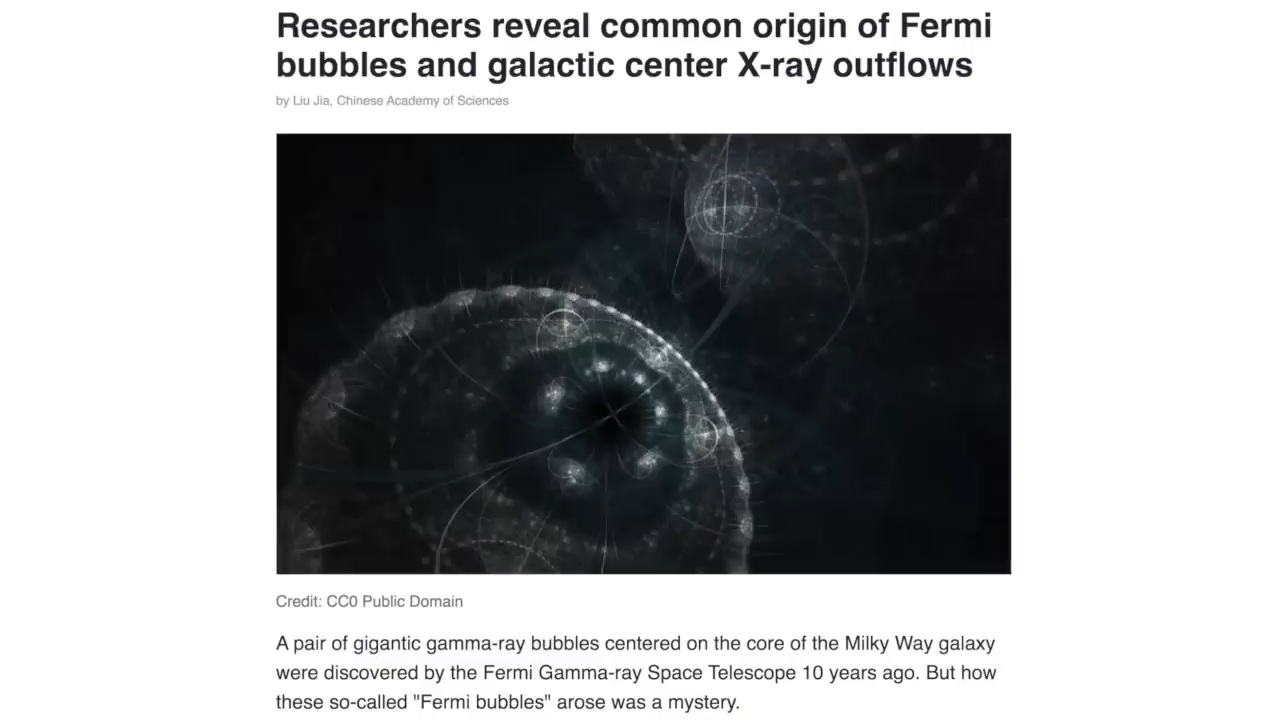 Researchers reveal common origin of Fermi
bubbles and galactic center X-ray outflows
by Liu Jia, Chinese Academy of Sciences
Credit: CC0 Public Domain
A pair of gigantic gamma-ray bubbles centered on the core of the Milky Way galaxy
were discovered by the Fermi Gamma-ray Space Telescope 10 years ago. But how
these so-called "Fermi bubbles" arose was a mystery.